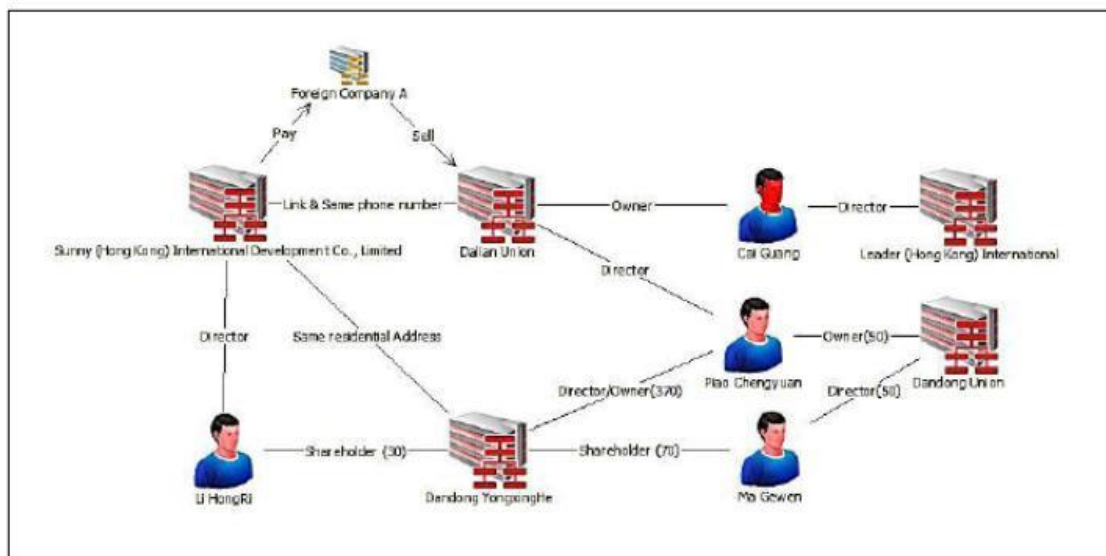 Foreign Company A
Pay
Sell
Link & Same phone number
Owner
Director
Sunny (Hong Kong) International Development Co., Limited
Dalian Union
Cai Guang
Leader (Hong Kong) International
Director
Director
Same residential Address
Owner(50)
Piao Chengyuan
Dandong Union
Director/Owner(370)
Director(50)
Shareholder (30)
Shareholder (70)
Li HongRi
Dandong YongxingHe
Ma Gewen